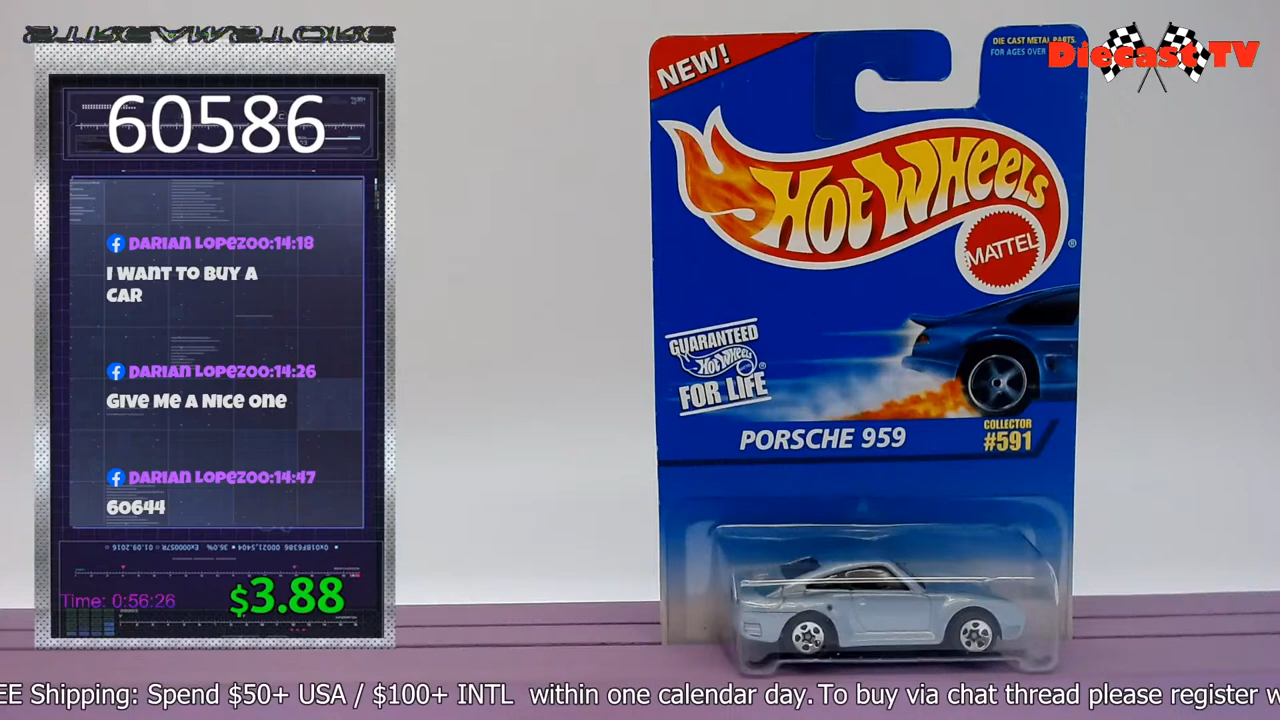 60586
DARIAN LOPEZ00:14:18
I WANT TO BUY A
CAR
DARIAN LOPEZ00:14:26
GIVE ME A NICE ONE
DARIAN LOPEZ00:14:47
60644
Time: 0:56:26
$3.88
NEW!
DIE CAST METAL PARTS.
FOR AGES OVER
Diecast TV
HOT WHEELS
MATTEL
®
GUARANTEED
HOT WHEELS
FOR LIFE
PORSCHE 959
COLLECTOR
#591
EE Shipping: Spend $50+ USA / $100+ INTL within one calendar day. To buy via chat thread please register w